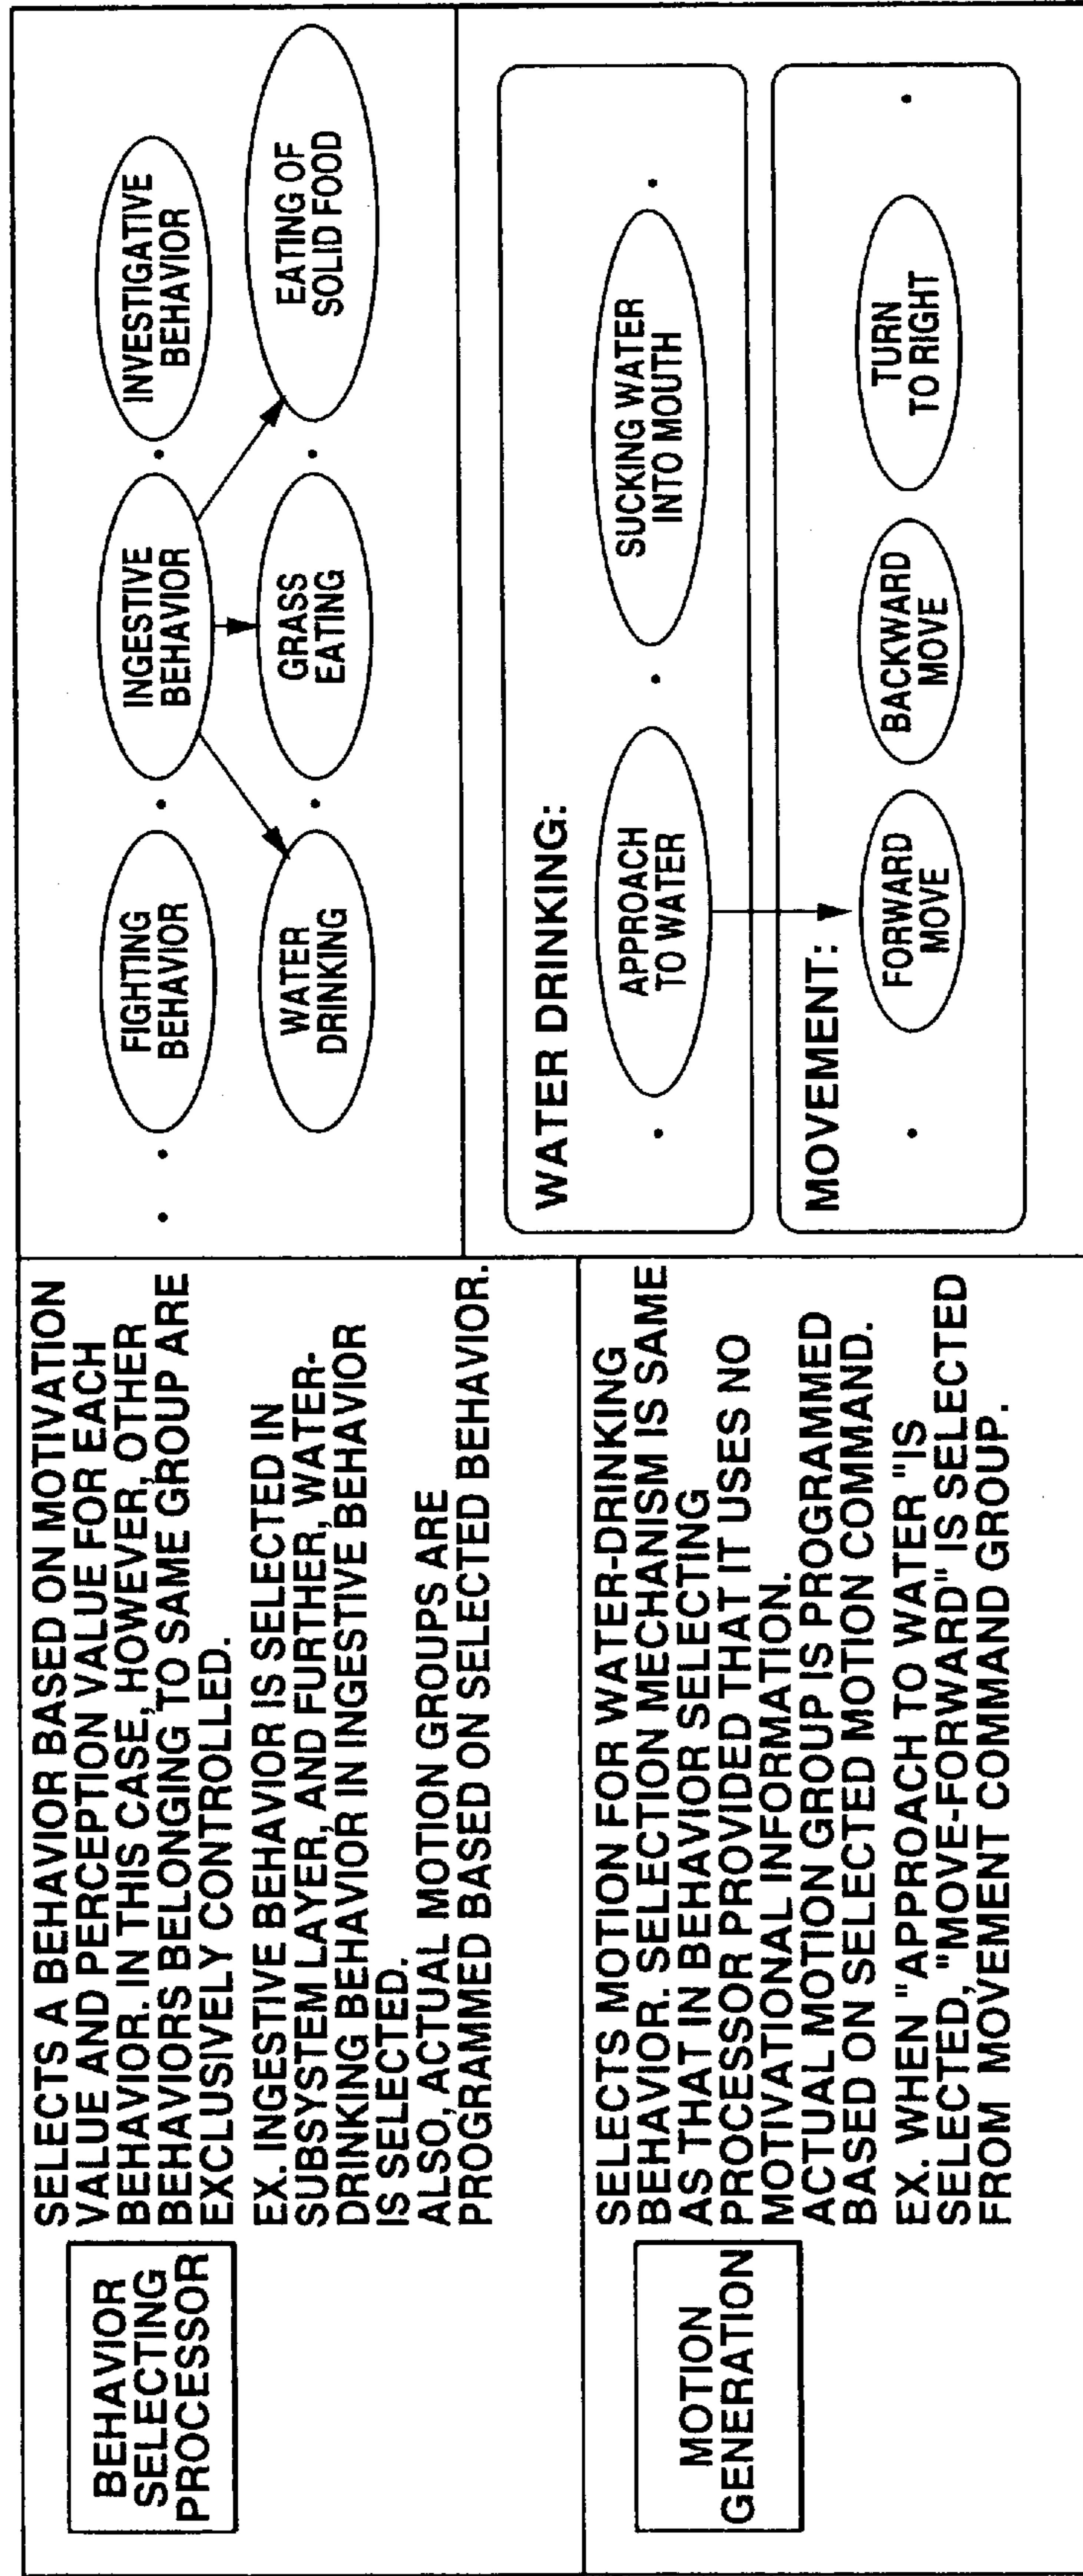 BEHAVIOR
SELECTING
PROCESSOR
SELECTS A BEHAVIOR BASED ON MOTIVATION
VALUE AND PERCEPTION VALUE FOR EACH
BEHAVIOR. IN THIS CASE, HOWEVER, OTHER
BEHAVIORS BELONGING TO SAME GROUP ARE
EXCLUSIVELY CONTROLLED.
EX. INGESTIVE BEHAVIOR IS SELECTED IN
SUBSYSTEM LAYER, AND FURTHER, WATER-
DRINKING BEHAVIOR IN INGESTIVE BEHAVIOR
IS SELECTED.
ALSO, ACTUAL MOTION GROUPS ARE
PROGRAMMED BASED ON SELECTED BEHAVIOR.
FIGHTING
BEHAVIOR
INGESTIVE
BEHAVIOR
INVESTIGATIVE
BEHAVIOR
WATER
DRINKING
GRASS
EATING
EATING OF
SOLID FOOD
MOTION
GENERATION
SELECTS MOTION FOR WATER-DRINKING
BEHAVIOR. SELECTION MECHANISM IS SAME
AS THAT IN BEHAVIOR SELECTING
PROCESSOR PROVIDED THAT IT USES NO
MOTIVATIONAL INFORMATION.
ACTUAL MOTION GROUP IS PROGRAMMED
BASED ON SELECTED MOTION COMMAND.
EX. WHEN "APPROACH TO WATER "IS
SELECTED, "MOVE-FORWARD" IS SELECTED
FROM MOVEMENT COMMAND GROUP.
WATER DRINKING:
APPROACH
TO WATER
SUCKING WATER
INTO MOUTH
MOVEMENT:
FORWARD
MOVE
BACKWARD
MOVE
TURN
TO RIGHT